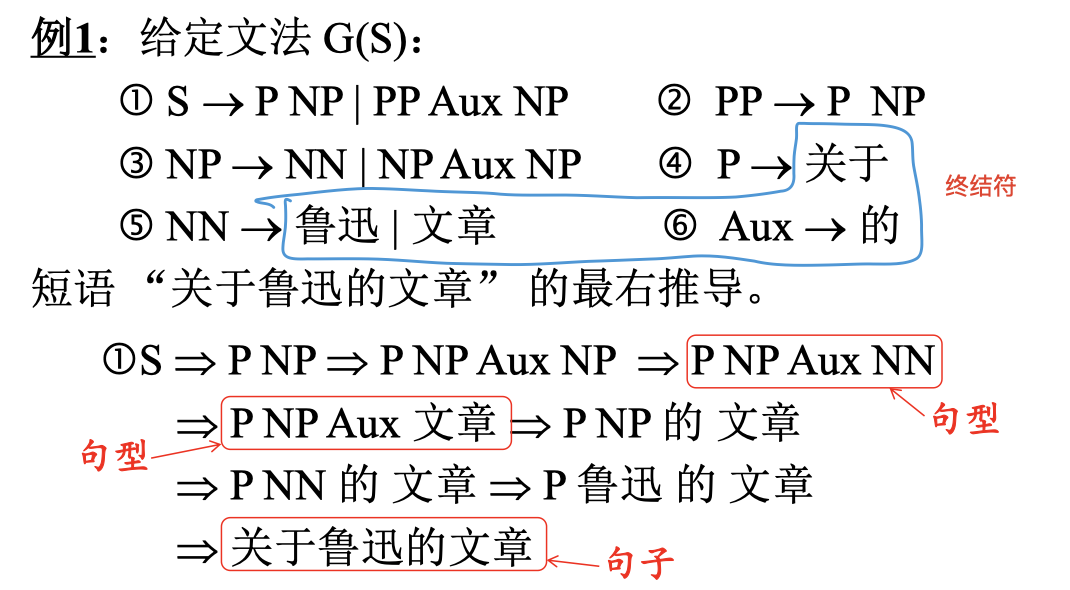 例1：给定文法 G(S)：
① S → P NP | PP Aux NP ② PP → P NP
③ NP → NN | NP Aux NP ④ P → 关于
终结符
⑤ NN → 鲁迅 | 文章 ⑥ Aux → 的
短语 “关于鲁迅的文章” 的最右推导。
①S ⇒ P NP ⇒ P NP Aux NP ⇒ P NP Aux NN
⇒ P NP Aux 文章 ⇒ P NP 的 文章
句型
句型
⇒ P NN 的 文章 ⇒ P 鲁迅 的 文章
⇒ 关于鲁迅的文章
句子